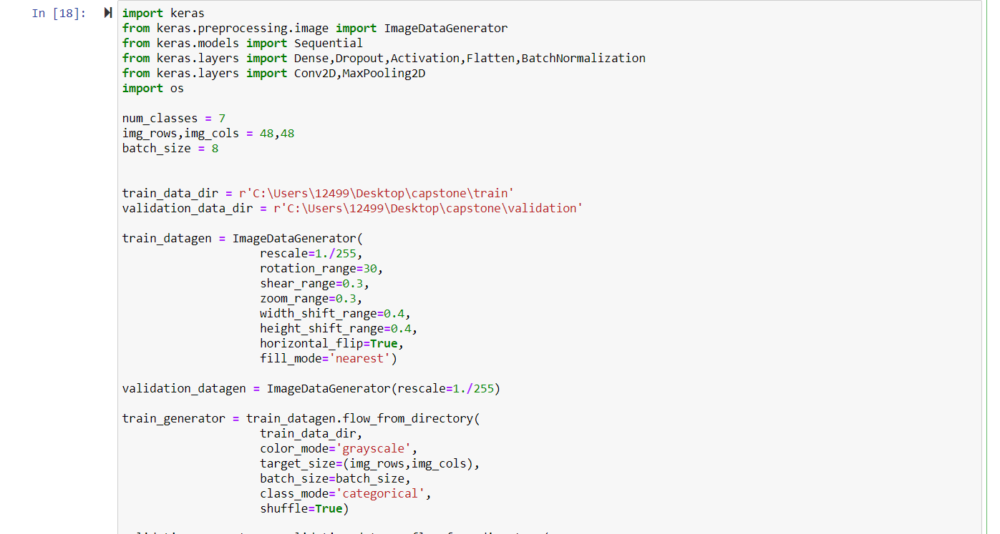 In [18]:
import keras
from keras.preprocessing.image import ImageDataGenerator
from keras.models import Sequential
from keras.layers import Dense,Dropout,Activation,Flatten,BatchNormalization
from keras.layers import Conv2D,MaxPooling2D
import os
num_classes = 7
img_rows,img_cols = 48,48
batch_size = 8
train_data_dir = r'C:\Users\12499\Desktop\capstone\train'
validation_data_dir = r'C:\Users\12499\Desktop\capstone\validation'
train_datagen = ImageDataGenerator(
rescale=1./255,
rotation_range=30,
shear_range=0.3,
zoom_range=0.3,
width_shift_range=0.4,
height_shift_range=0.4,
horizontal_flip=True,
fill_mode='nearest')
validation_datagen = ImageDataGenerator(rescale=1./255)
train_generator = train_datagen.flow_from_directory(
train_data_dir,
color_mode='grayscale',
target_size=(img_rows,img_cols),
batch_size=batch_size,
class_mode='categorical',
shuffle=True)